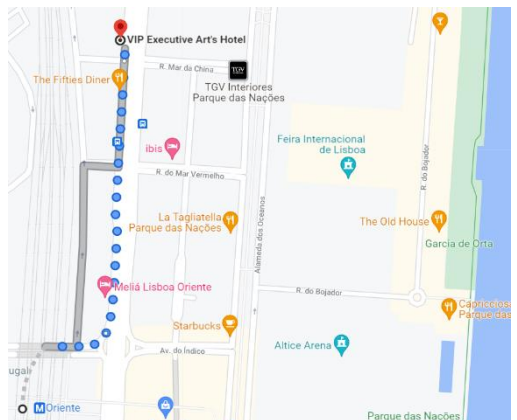 VIP Executive Art's Hotel
R. Mar da China
The Fifties Diner
TGV
TGV Interiores
Parque das Nações
R. do Bojador
ibis
Feira Internacional
de Lisboa
R. do Mar Vermelho
La Tagliatella
Parque das Nações
Alameda dos Oceanos
The Old House
Garcia de Orta
Meliá Lisboa Oriente
R. do Bojador
Capricciosa
Parque das
Starbucks
Altice Arena
Av. do Índico
ugal
M Oriente
Parque das Nações